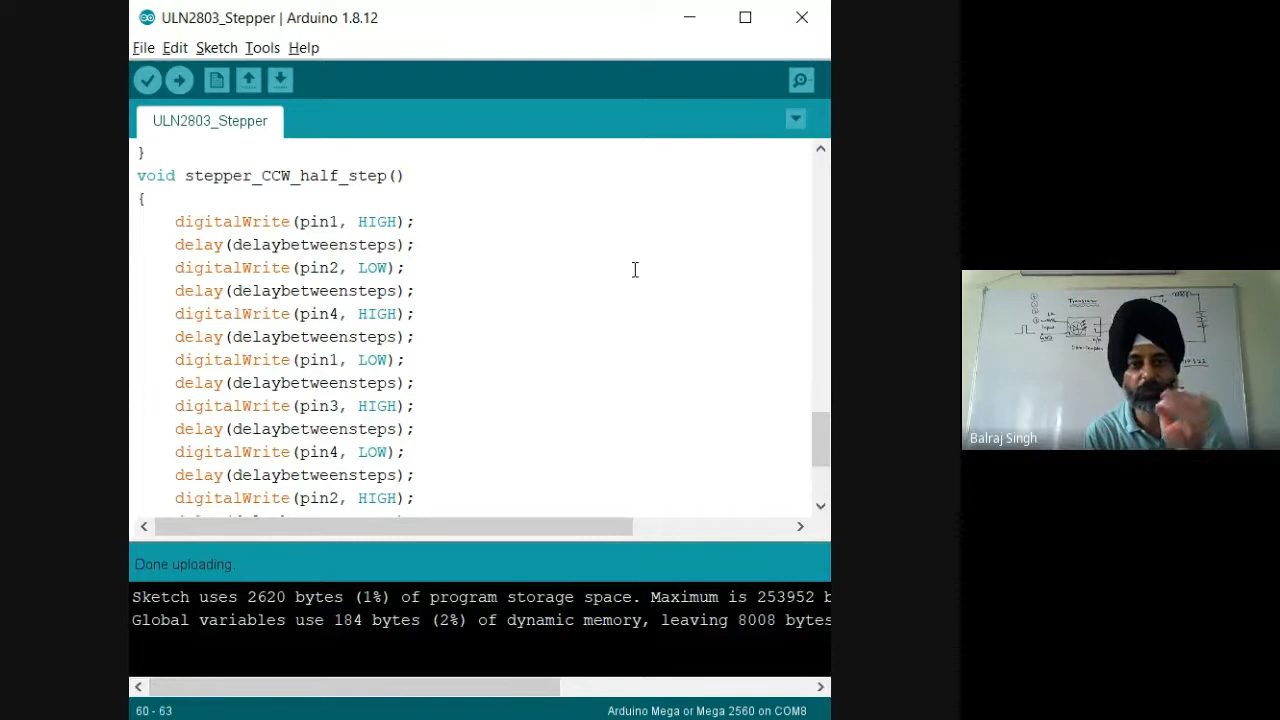 ULN2803_Stepper | Arduino 1.8.12
File Edit Sketch Tools Help
ULN2803_Stepper
}
void stepper_CCW_half_step()
{
digitalWrite(pin1, HIGH);
delay(delaybetweensteps);
digitalWrite(pin2, LOW);
delay(delaybetweensteps);
digitalWrite(pin4, HIGH);
delay(delaybetweensteps);
digitalWrite(pin1, LOW);
delay(delaybetweensteps);
digitalWrite(pin3, HIGH);
delay(delaybetweensteps);
digitalWrite(pin4, LOW);
delay(delaybetweensteps);
digitalWrite(pin2, HIGH);
Done uploading.
Sketch uses 2620 bytes (1%) of program storage space. Maximum is 253952 b
Global variables use 184 bytes (2%) of dynamic memory, leaving 8008 bytes
60 - 63
Arduino Mega or Mega 2560 on COM8
Transistor
Input
Balraj Singh